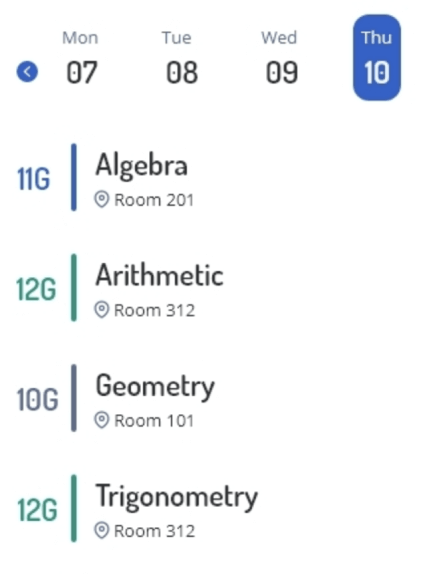 Mon Tue Wed Thu
07 08 09 10
11G Algebra
Room 201
12G Arithmetic
Room 312
10G Geometry
Room 101
12G Trigonometry
Room 312